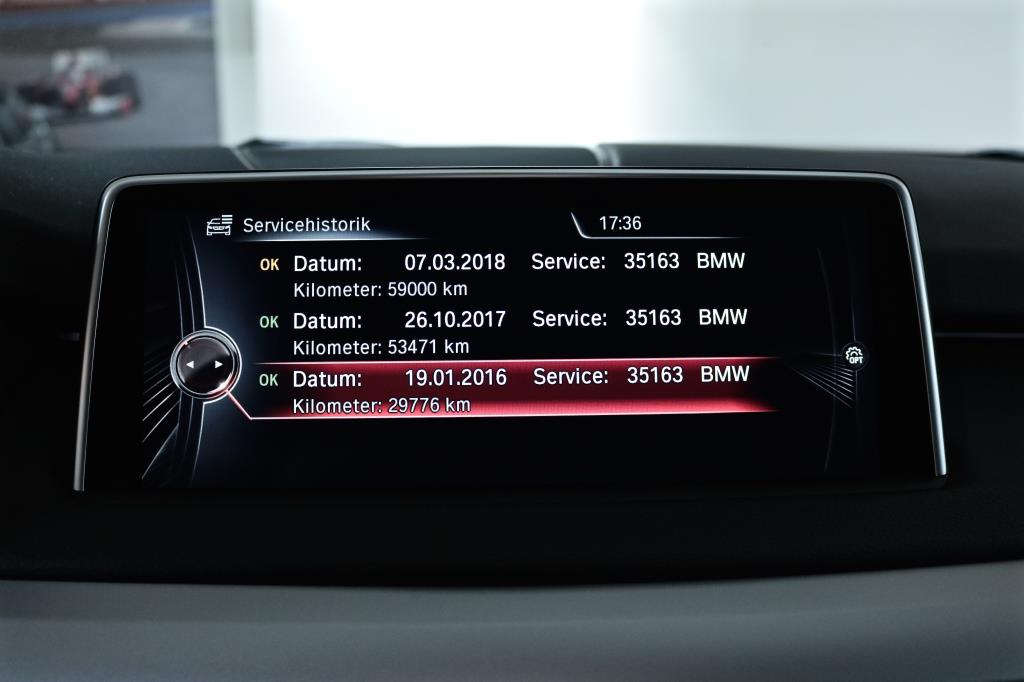 Servicehistorik 17:36
OK Datum: 07.03.2018 Service: 35163 BMW
Kilometer: 59000 km
OK Datum: 26.10.2017 Service: 35163 BMW
Kilometer: 53471 km
OPT
OK Datum: 19.01.2016 Service: 35163 BMW
Kilometer: 29776 km